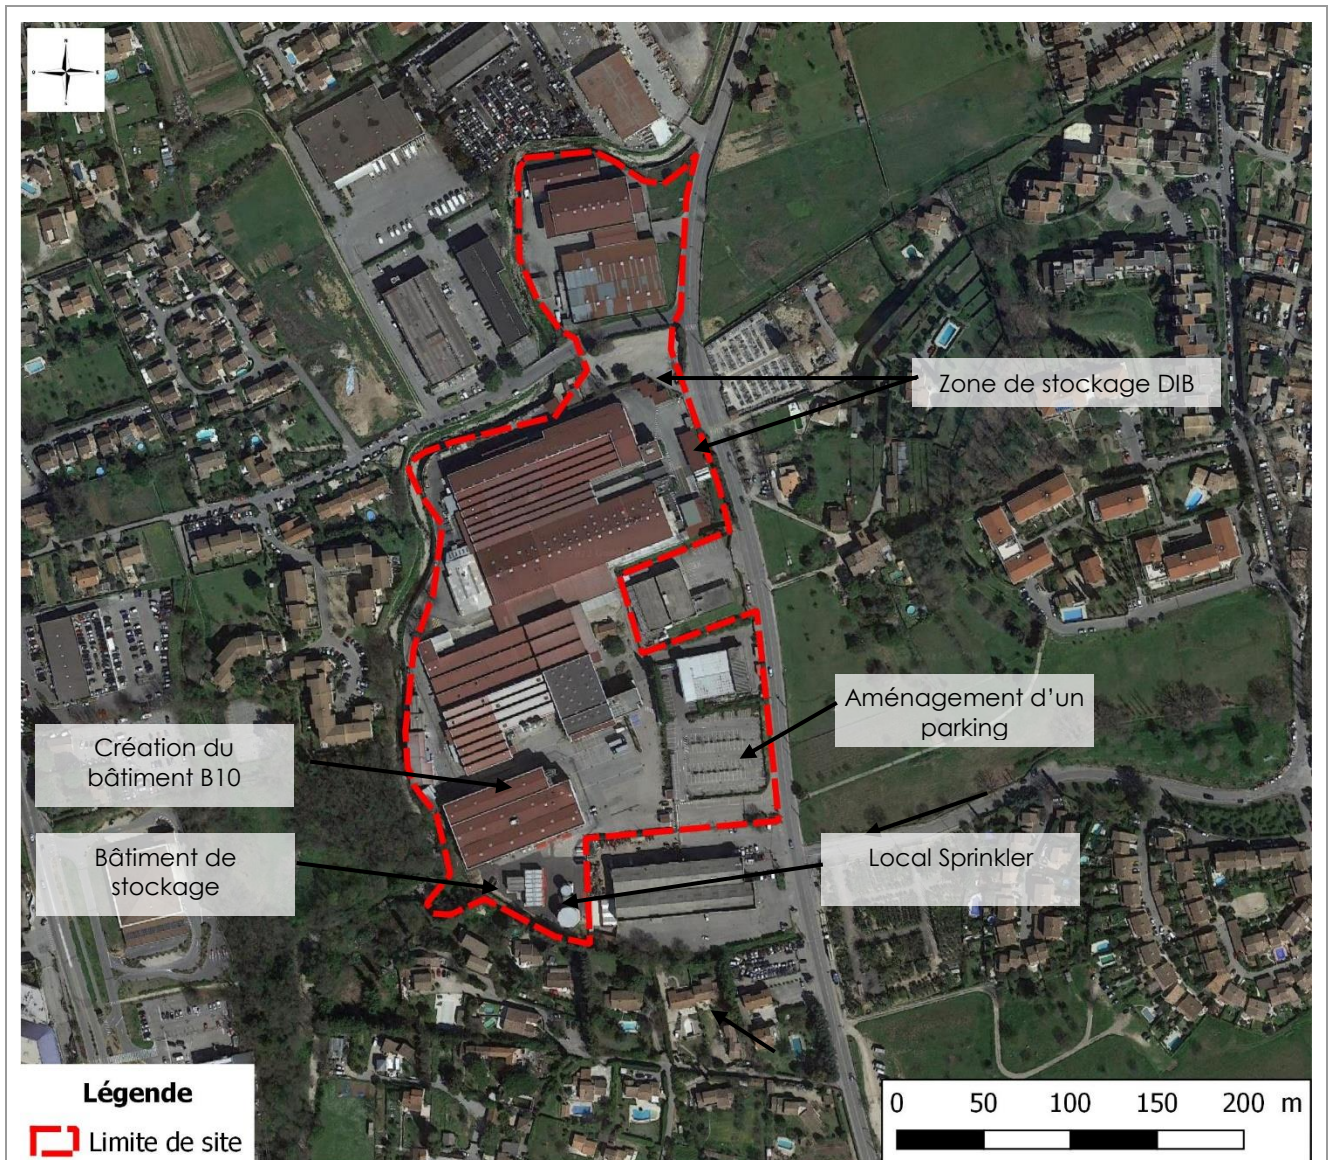 N
O
E
S
Zone de stockage DIB
Aménagement d'un
parking
Création du
bâtiment B10
Bâtiment de
stockage
Local Sprinkler
Légende
Limite de site
0 50 100 150 200 m